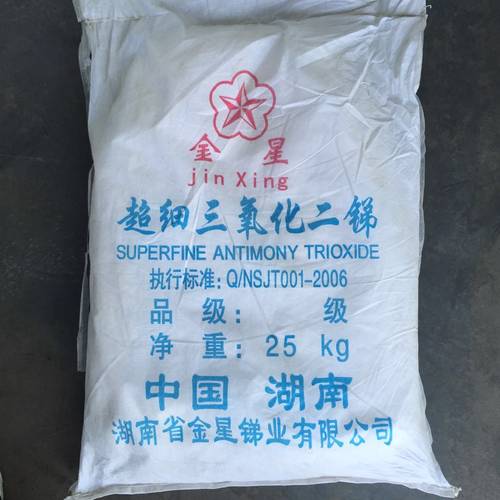 金 星
jin Xing
超细三氧化二锑
SUPERFINE ANTIMONY TRIOXIDE
执行标准：Q/NSJT001-2006
品 级： 级
净 重：25 kg
中国 湖南
湖南省金星锑业有限公司